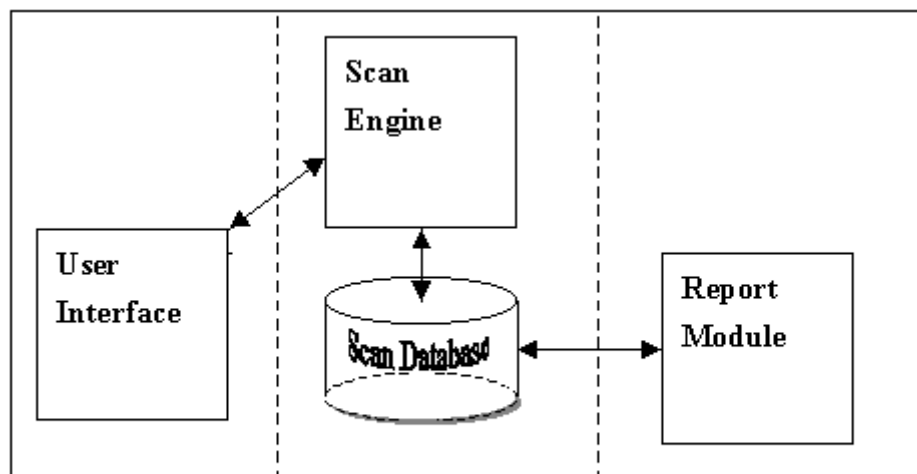 Scan
Engine
User
Interface
Scan Database
Report
Module